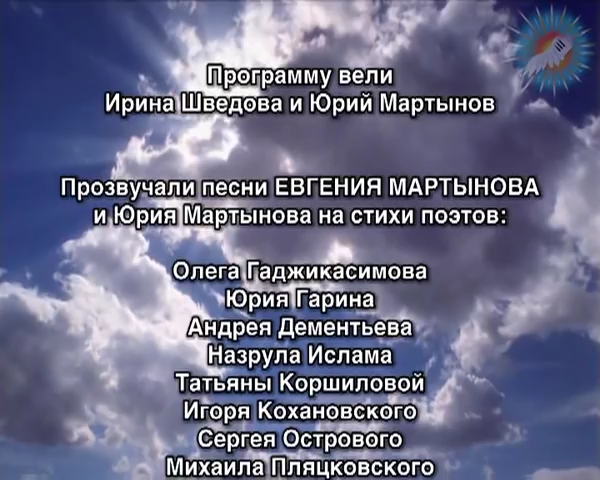 Программу вели
Ирина Шведова и Юрий Мартынов
Прозвучали песни ЕВГЕНИЯ МАРТЫНОВА
и Юрия Мартынова на стихи поэтов:
Олега Гаджикасимова
Юрия Гарина
Андрея Дементьева
Назрула Ислама
Татьяны Коршиловой
Игоря Кохановского
Сергея Острового
Михаила Пляцковского